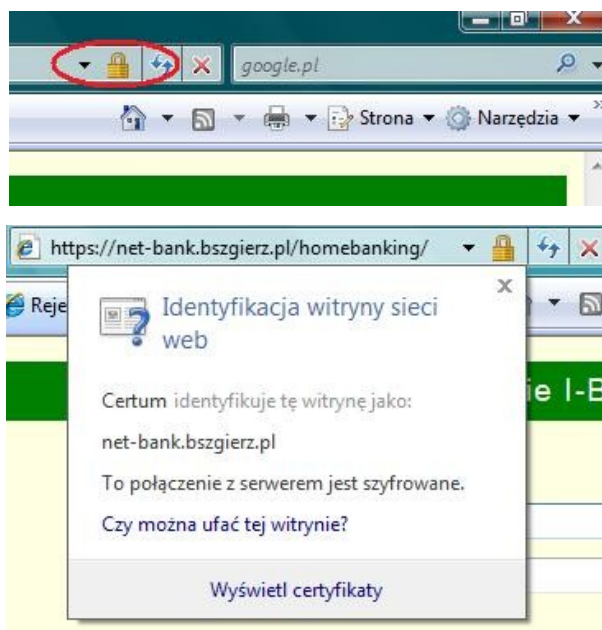 google.pl
Strona Narzędzia »
https://net-bank.bszgierz.pl/homebanking/
Reje
Identyfikacja witryny sieci
web
ie I-B
Certum identyfikuje tę witrynę jako:
net-bank.bszgierz.pl
To połączenie z serwerem jest szyfrowane.
Czy można ufać tej witrynie?
Wyświetl certyfikaty